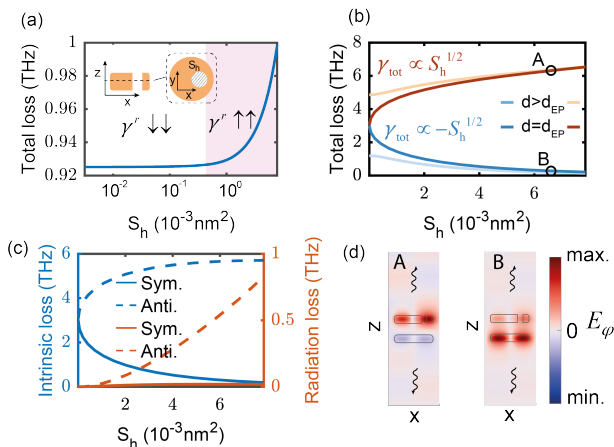 (a)
Total loss (THz)
1
0.98
0.96
0.94
0.92
z
x
y
x
S_h
γ^r ↓↓
γ^r ↑↑
10^-2
10^-1
10^0
S_h (10^-3nm^2)
(b)
Total loss (THz)
8
6
4
2
0
γ_tot ∝ S_h^1/2
A
d>d_EP
d=d_EP
γ_tot ∝ -S_h^1/2
B
2
4
6
S_h (10^-3nm^2)
(c)
Intrinsic loss (THz)
6
4
2
0
Sym.
Anti.
Sym.
Anti.
1
0.5
0
Radiation loss (THz)
2
4
6
S_h (10^-3nm^2)
(d)
A
B
z
x
z
x
max.
0
min.
E_φ